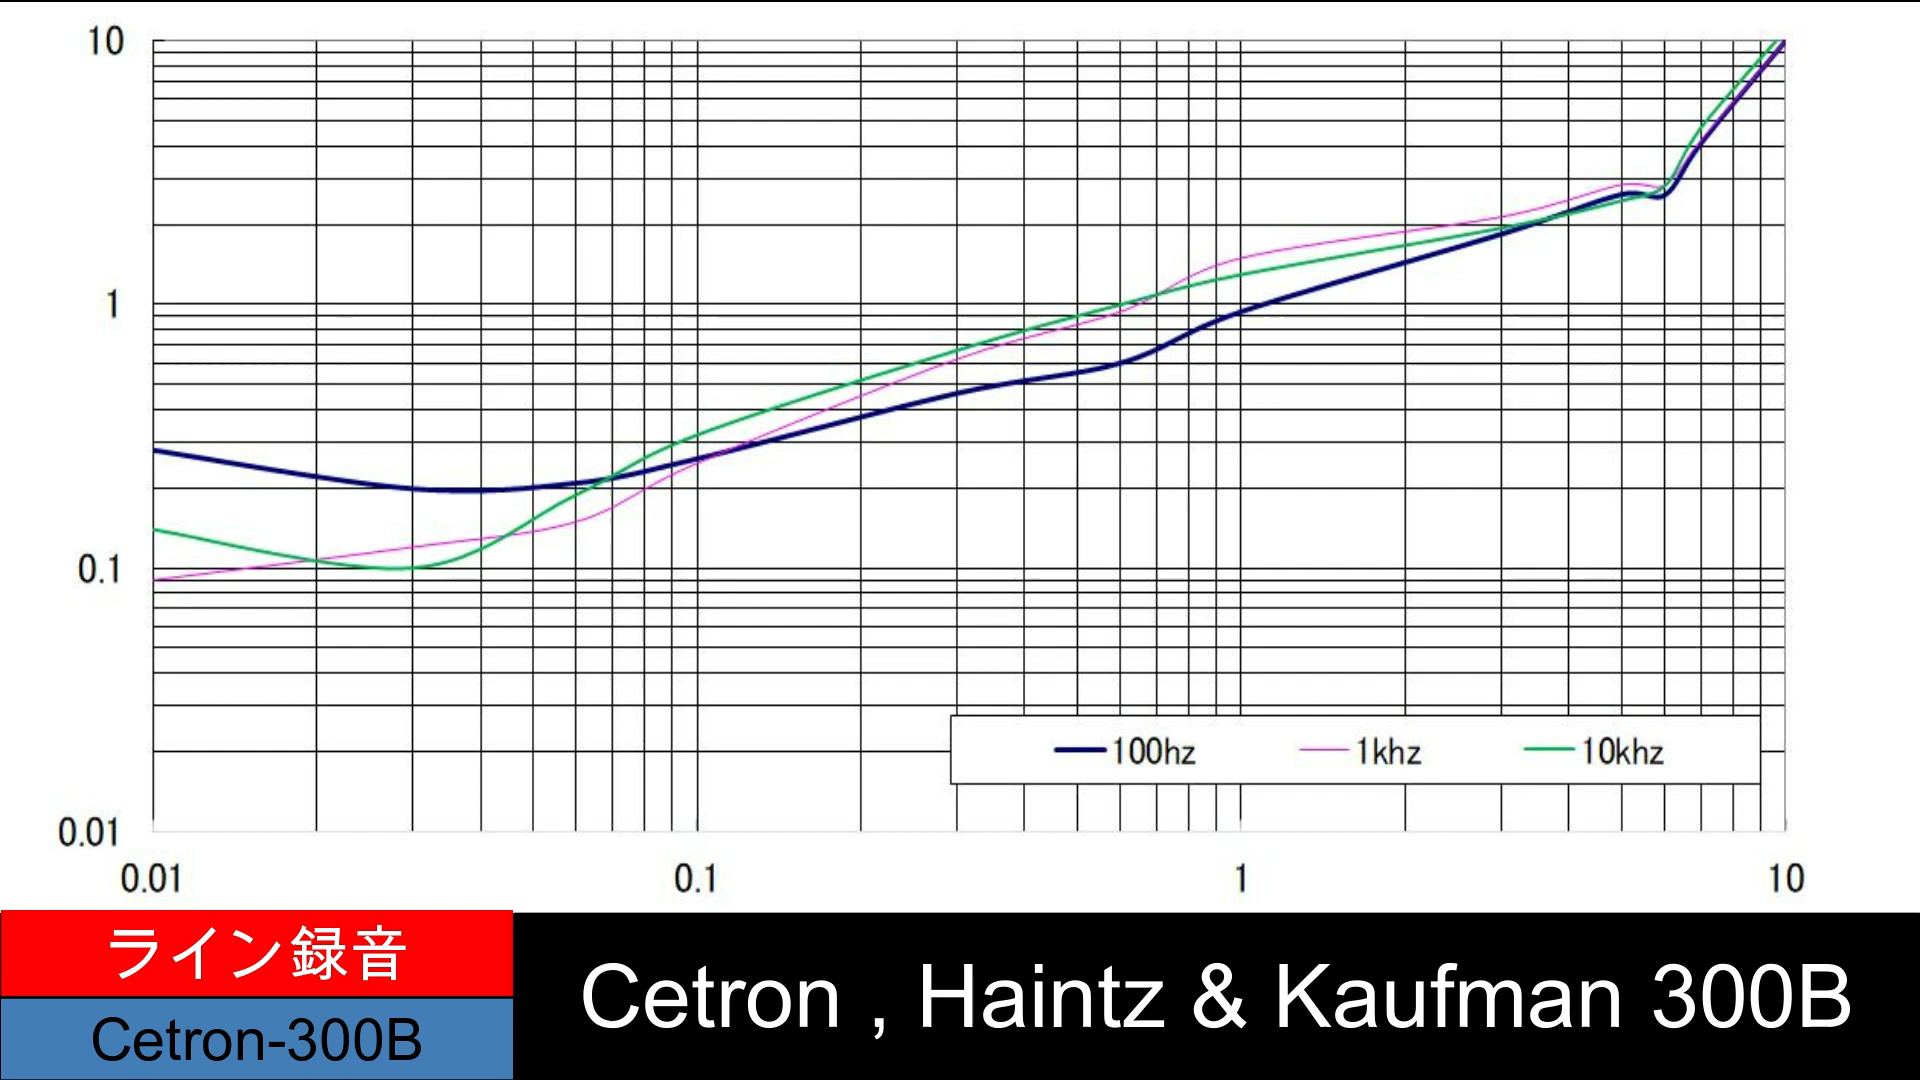 10
1
0.1
0.01
100hz 1khz 10khz
0.01 0.1 1 10
ライン録音
Cetron-300B
Cetron , Haintz & Kaufman 300B